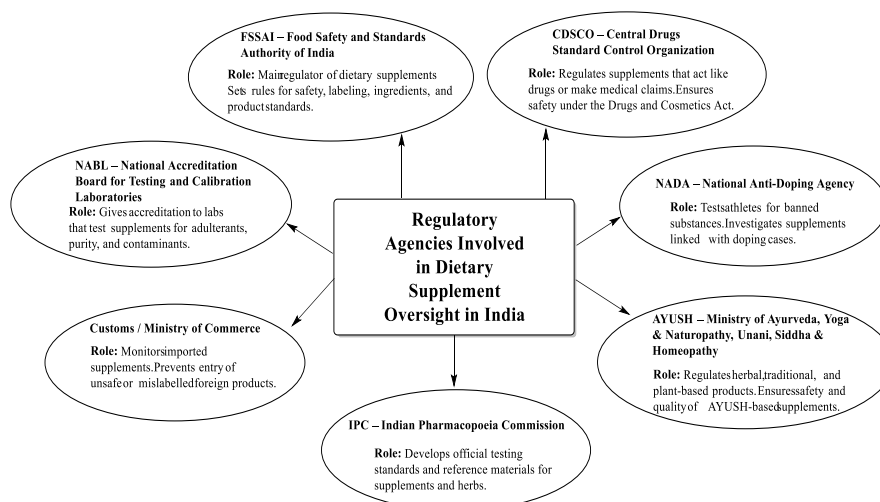 FSSAI – Food Safety and Standards
Authority of India
Role: Mainregulator of dietary supplements
Sets rules for safety, labeling, ingredients, and
productstandards.
CDSCO – Central Drugs
Standard Control Organization
Role: Regulates supplements that act like
drugs or make medical claims.Ensures
safety under the Drugs and Cosmetics Act.
NABL – National Accreditation
Board for Testing and Calibration
Laboratories
Role: Gives accreditation to labs
that test supplements for adulterants,
purity, and contaminants.
NADA – National Anti-Doping Agency
Role: Testsathletes for banned
substances.Investigates supplements
linked with doping cases.
Regulatory
Agencies Involved
in Dietary
Supplement
Oversight in India
Customs / Ministry of Commerce
Role: Monitorsimported
supplements.Prevents entry of
unsafe or mislabelled foreign products.
AYUSH – Ministry of Ayurveda, Yoga
& Naturopathy, Unani, Siddha &
Homeopathy
Role: Regulatesherbal,traditional, and
plant-based products. Ensuressafety and
quality of AYUSH-basedsupplements.
IPC – Indian Pharmacopoeia Commission
Role: Develops official testing
standards and reference materials for
supplements and herbs.